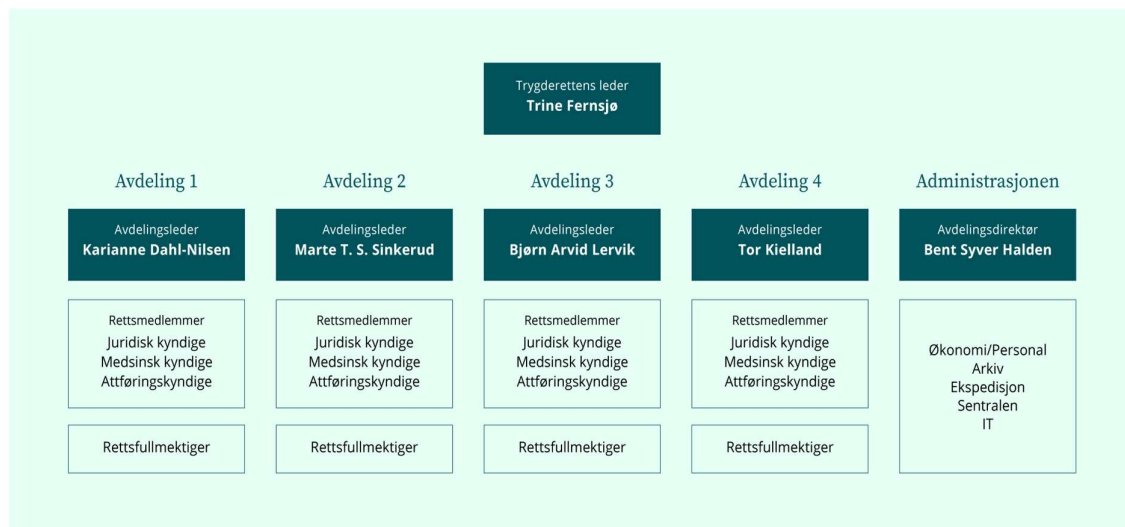 Trygderettens leder
Trine Fernsjø
Avdeling 1
Avdelingsleder
Karianne Dahl-Nilsen
Rettsmedlemmer
Juridisk kyndige
Medsinsk kyndige
Attføringskyndige
Rettsfullmektiger
Avdeling 2
Avdelingsleder
Marte T. S. Sinkerud
Rettsmedlemmer
Juridisk kyndige
Medsinsk kyndige
Attføringskyndige
Rettsfullmektiger
Avdeling 3
Avdelingsleder
Bjørn Arvid Lervik
Rettsmedlemmer
Juridisk kyndige
Medsinsk kyndige
Attføringskyndige
Rettsfullmektiger
Avdeling 4
Avdelingsleder
Tor Kielland
Rettsmedlemmer
Juridisk kyndige
Medsinsk kyndige
Attføringskyndige
Rettsfullmektiger
Administrasjonen
Avdelingsdirektør
Bent Syver Halden
Økonomi/Personal
Arkiv
Ekspedisjon
Sentralen
IT